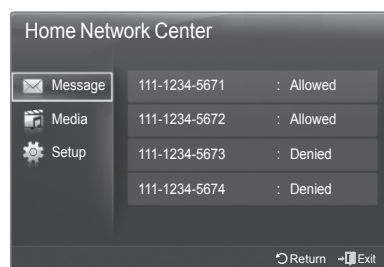 Home Network Center
Message
111-1234-5671 : Allowed
Media
111-1234-5672 : Allowed
Setup
111-1234-5673 : Denied
111-1234-5674 : Denied
Return Exit